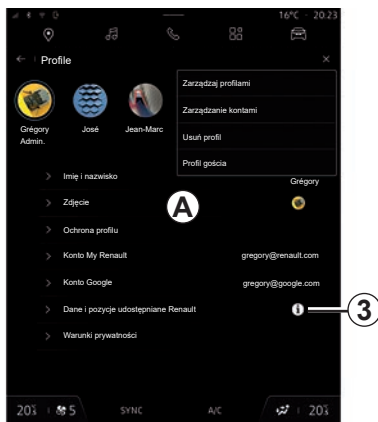 16°C · 20:23
Profile
Zarządzaj profilami
Zarządzanie kontami
Usuń profil
Profil gościa
Grégory
Admin.
José
Jean-Marc
Imię i nazwisko
Grégory
Zdjęcie
A
Ochrona profilu
Konto My Renault
gregory@renault.com
Konto Google
gregory@google.com
Dane i pozycje udostępniane Renault
3
Warunki prywatności
5
SYNC
A/C